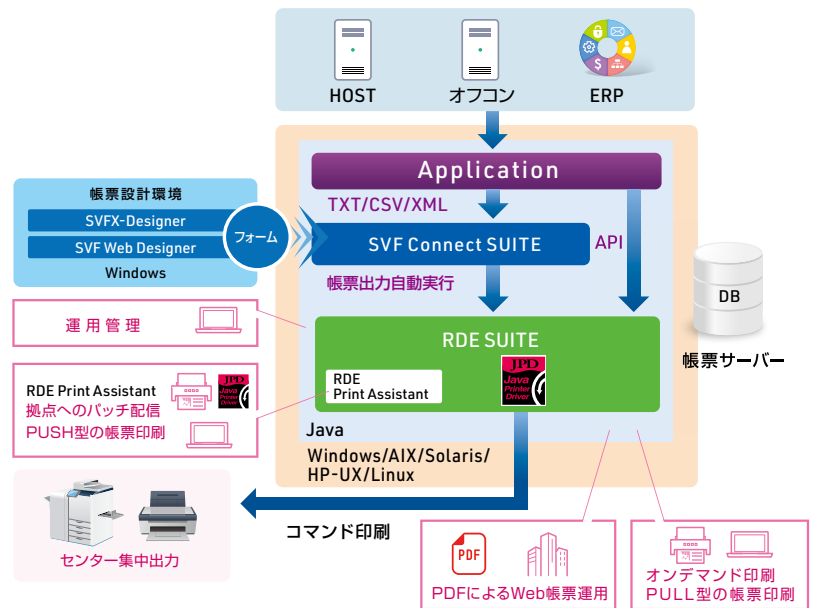 HOST
オフコン
ERP
Application
TXT/CSV/XML
帳票設計環境
SVFX-Designer
SVF Web Designer
Windows
フォーム
SVF Connect SUITE
API
帳票出力自動実行
DB
帳票サーバー
運用管理
RDE SUITE
RDE
Print Assistant
JPD
Java
Printer
Driver
RDE Print Assistant
拠点へのパッチ配信
PUSH型の帳票印刷
JPD
Java
Printer
Driver
Java
Windows/AIX/Solaris/
HP-UX/Linux
コマンド印刷
センター集中出力
PDF
PDFによるWeb帳票運用
オンデマンド印刷
PULL型の帳票印刷